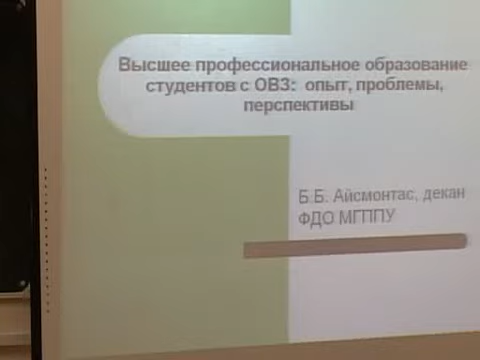 Высшее профессиональное образование
студентов с ОВЗ: опыт, проблемы,
перспективы
Б.Б. Айсмонтас, декан
ФДО МГППУ